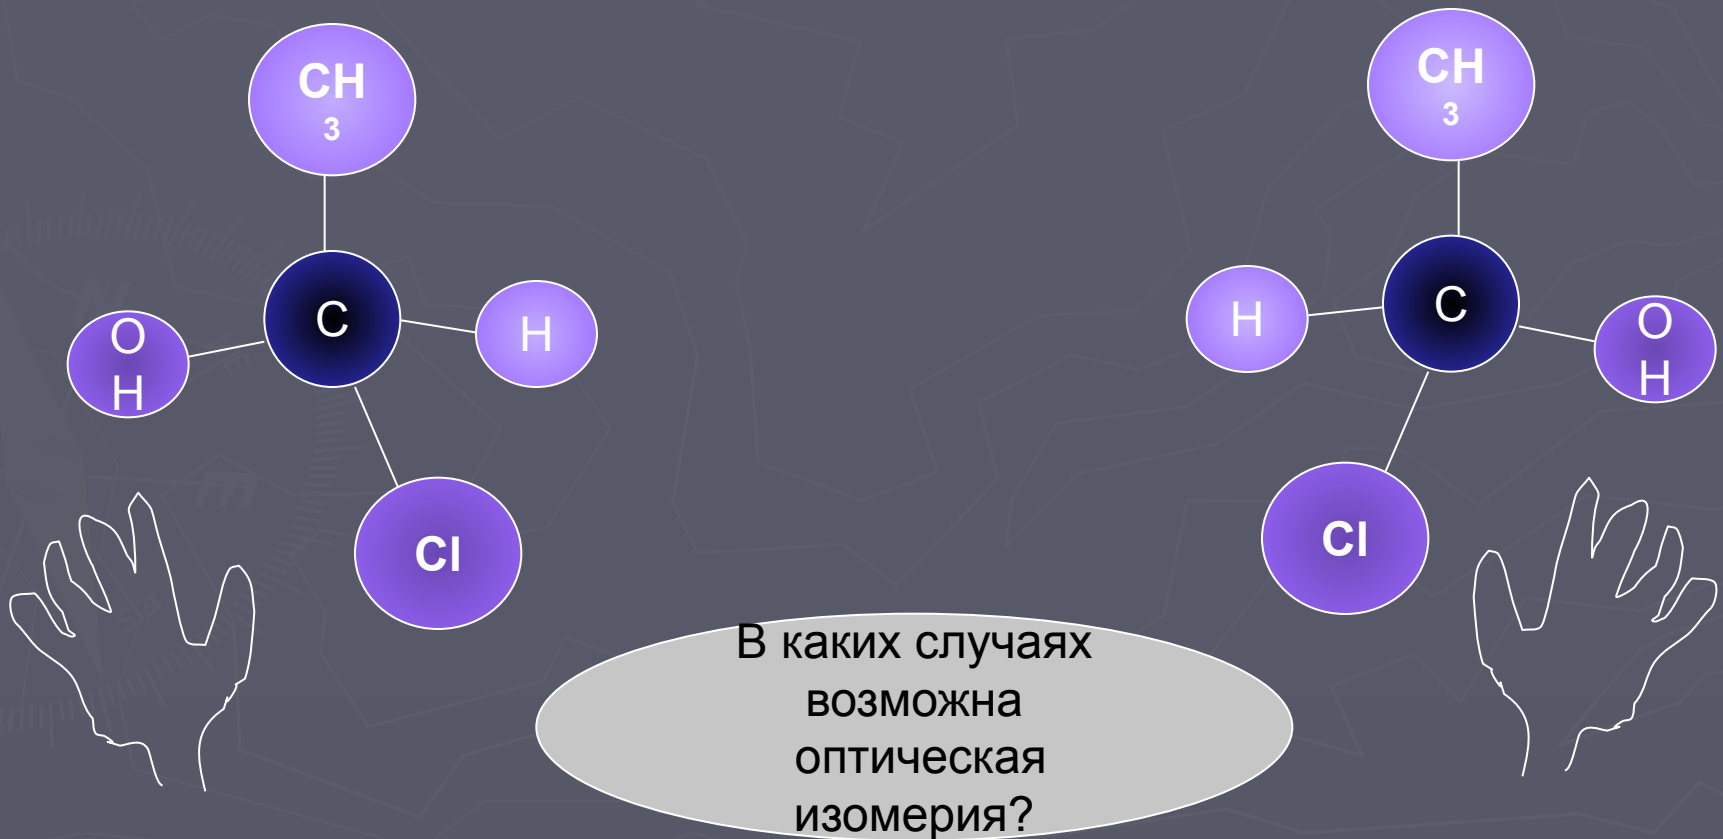 CH
3
C
O
H
H
Cl
CH
3
H
C
O
H
Cl
В каких случаях
возможна
оптическая
изомерия?